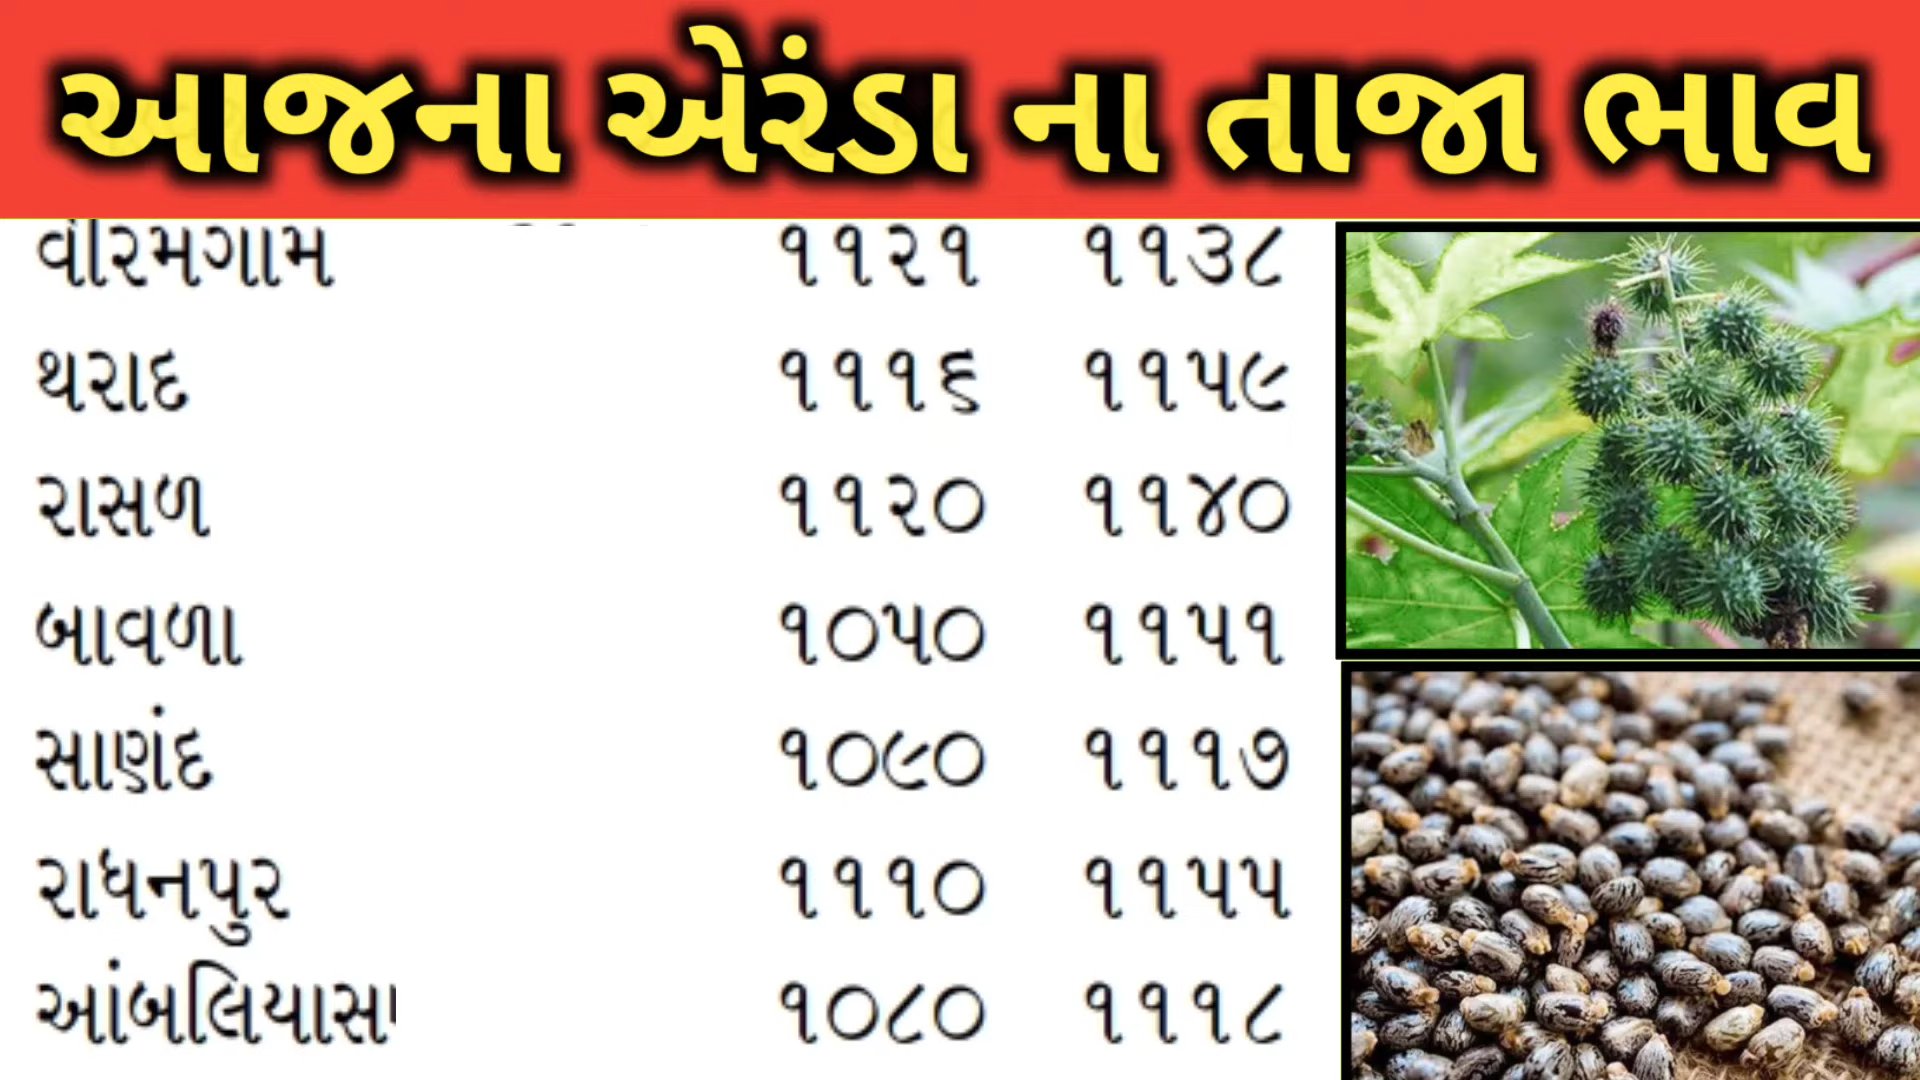 આજના એરંડા ના તાજા ભાવ
વીરમગામ ૧૧૨૧ ૧૧૩૮
થરાદ ૧૧૧૬ ૧૧૫૯
રાસળ ૧૧૨૦ ૧૧૪૦
બાવળા ૧૦૫૦ ૧૧૫૧
સાણંદ ૧૦૯૦ ૧૧૧૭
રાધનપુર ૧૧૧૦ ૧૧૫૫
આંબલિયાસા ૧૦૮૦ ૧૧૧૮